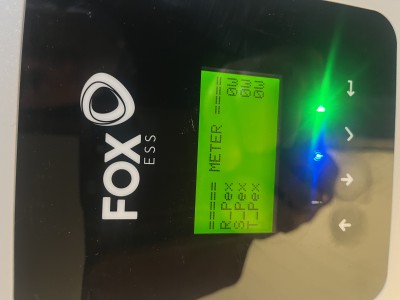 FOX
ESS
===== METER =====
R_Pex 0W
S_Pex 0W
T_Pex 0W